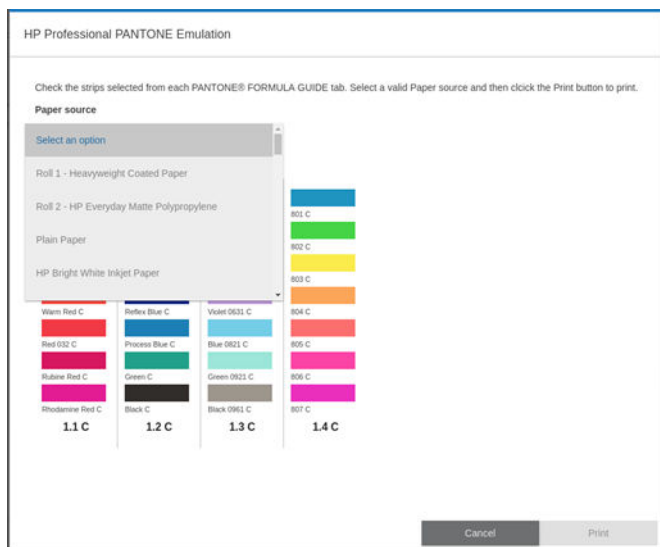 HP Professional PANTONE Emulation
Check the strips selected from each PANTONE® FORMULA GUIDE tab. Select a valid Paper source and then clcick the Print button to print.
Paper source
Select an option
Roll 1 - Heavyweight Coated Paper
Roll 2 - HP Everyday Matte Polypropylene
Plain Paper
HP Bright White Inkjet Paper
801 C
802 C
803 C
Warm Red C Reflex Blue C Violet 0631 C 804 C
Red 032 C Process Blue C Blue 0821 C 805 C
Rubine Red C Green C Green 0921 C 806 C
Rhodamine Red C Black C Black 0961 C 807 C
1.1 C 1.2 C 1.3 C 1.4 C
Cancel Print